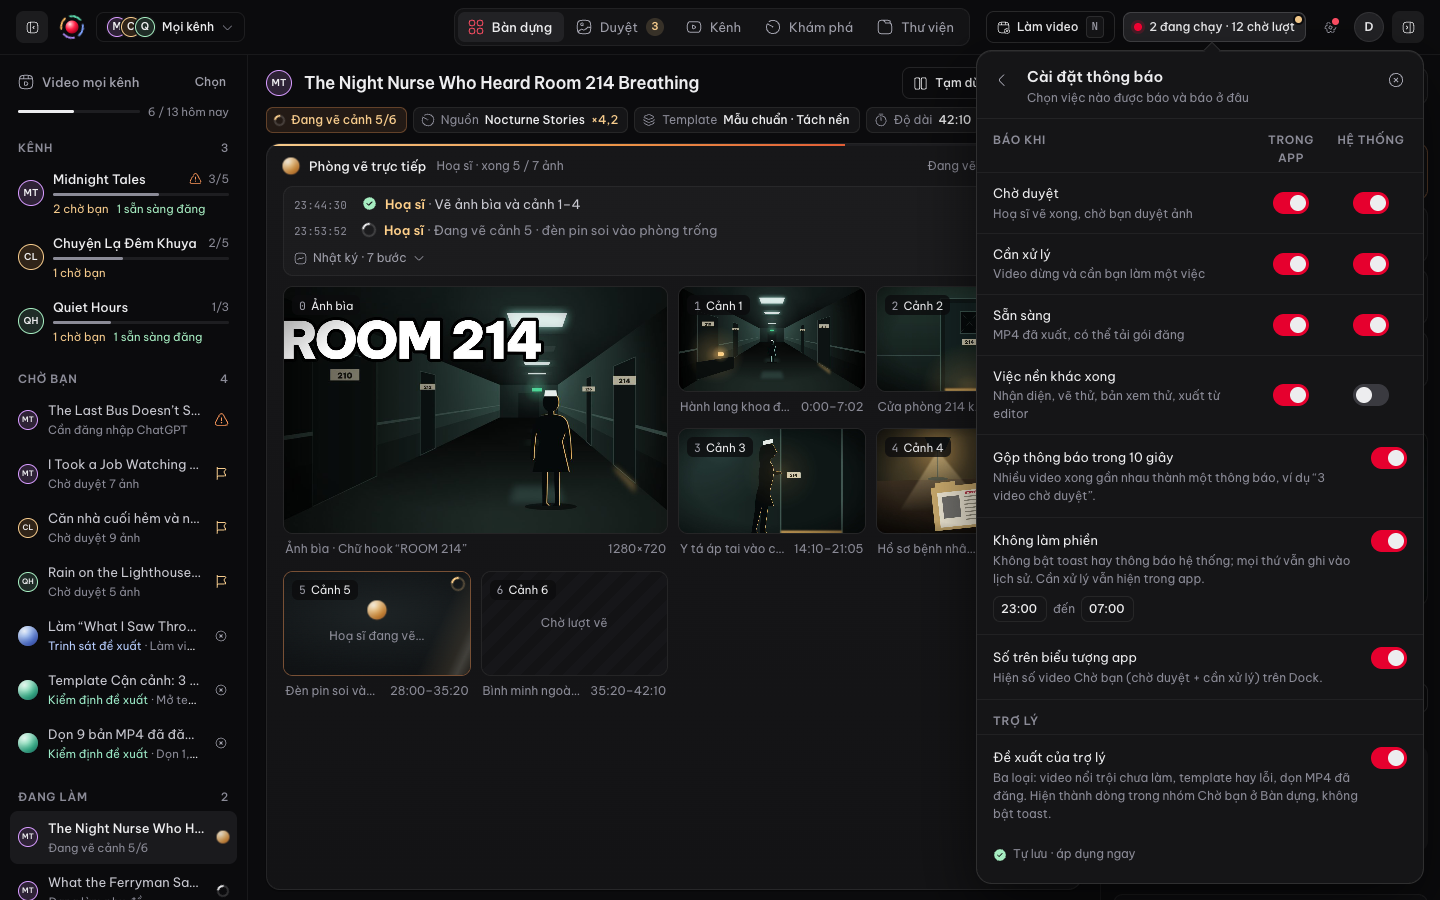 Mọi kênh
Bàn dựng
Duyệt 3
Kênh
Khám phá
Thư viện
Làm video N
2 đang chạy · 12 chờ lượt
D
Video mọi kênh
Chọn
6 / 13 hôm nay
KÊNH 3
MT Midnight Tales 3/5
2 chờ bạn 1 sẵn sàng đăng
CL Chuyện Lạ Đêm Khuya 2/5
1 chờ bạn
QH Quiet Hours 1/3
1 chờ bạn 1 sẵn sàng đăng
CHỜ BẠN 4
MT The Last Bus Doesn't S...
Cần đăng nhập ChatGPT
MT I Took a Job Watching ...
Chờ duyệt 7 ảnh
CL Căn nhà cuối hẻm và n...
Chờ duyệt 9 ảnh
QH Rain on the Lighthouse...
Chờ duyệt 5 ảnh
Làm “What I Saw Thro...
Trinh sát đề xuất · Làm vi...
Template Cận cảnh: 3 ...
Kiểm định đề xuất · Mở te...
Dọn 9 bản MP4 đã đă...
Kiểm định đề xuất · Dọn 1,...
ĐANG LÀM 2
MT The Night Nurse Who H...
Đang vẽ cảnh 5/6
MT What the Ferryman Sa...
MT The Night Nurse Who Heard Room 214 Breathing
Tạm dừ
Đang vẽ cảnh 5/6
Nguồn Nocturne Stories ×4,2
Template Mẫu chuẩn · Tách nền
Độ dài 42:10
Phòng vẽ trực tiếp Hoạ sĩ · xong 5 / 7 ảnh
Đang vẽ
23:44:30 Hoạ sĩ · Vẽ ảnh bìa và cảnh 1–4
23:53:52 Hoạ sĩ · Đang vẽ cảnh 5 · đèn pin soi vào phòng trống
Nhật ký · 7 bước
0 Ảnh bìa
ROOM 214
210
214
Ảnh bìa · Chữ hook “ROOM 214” 1280×720
1 Cảnh 1
Hành lang khoa đ... 0:00–7:02
2 Cảnh 2
214
Cửa phòng 214 k
3 Cảnh 3
214
Y tá áp tai vào c... 14:10–21:05
4 Cảnh 4
Hồ sơ bệnh nhâ...
5 Cảnh 5
Hoạ sĩ đang vẽ...
Đèn pin soi và... 28:00–35:20
6 Cảnh 6
Chờ lượt vẽ
Bình minh ngoà... 35:20–42:10
Cài đặt thông báo
Chọn việc nào được báo và báo ở đâu
BÁO KHI
TRONG APP
HỆ THỐNG
Chờ duyệt
Hoạ sĩ vẽ xong, chờ bạn duyệt ảnh
Cần xử lý
Video dừng và cần bạn làm một việc
Sẵn sàng
MP4 đã xuất, có thể tải gói đăng
Việc nền khác xong
Nhận diện, vẽ thử, bản xem thử, xuất từ
editor
Gộp thông báo trong 10 giây
Nhiều video xong gần nhau thành một thông báo, ví dụ “3
video chờ duyệt”.
Không làm phiền
Không bật toast hay thông báo hệ thống; mọi thứ vẫn ghi vào
lịch sử. Cần xử lý vẫn hiện trong app.
23:00 đến 07:00
Số trên biểu tượng app
Hiện số video Chờ bạn (chờ duyệt + cần xử lý) trên Dock.
TRỢ LÝ
Đề xuất của trợ lý
Ba loại: video nổi trội chưa làm, template hay lỗi, dọn MP4 đã
đăng. Hiện thành dòng trong nhóm Chờ bạn ở Bàn dựng, không
bật toast.
Tự lưu · áp dụng ngay